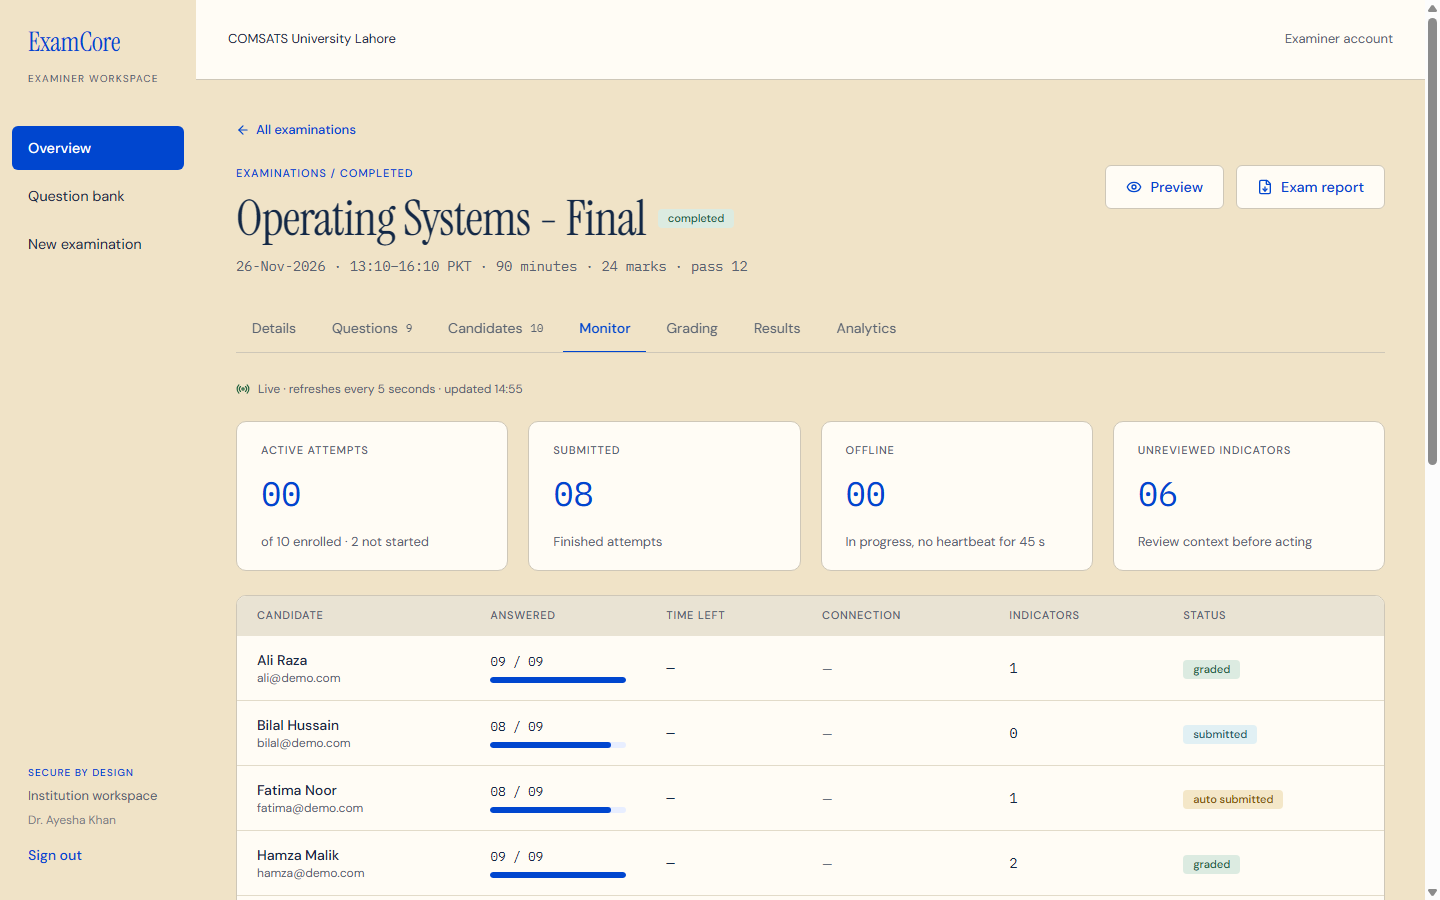 ExamCore
EXAMINER WORKSPACE
Overview
Question bank
New examination
SECURE BY DESIGN
Institution workspace
Dr. Ayesha Khan
Sign out
COMSATS University Lahore
Examiner account
← All examinations
EXAMINATIONS / COMPLETED
Operating Systems – Final completed
26-Nov-2026 · 13:10–16:10 PKT · 90 minutes · 24 marks · pass 12
Preview
Exam report
Details Questions 9 Candidates 10 Monitor Grading Results Analytics
Live · refreshes every 5 seconds · updated 14:55
ACTIVE ATTEMPTS
00
of 10 enrolled · 2 not started
SUBMITTED
08
Finished attempts
OFFLINE
00
In progress, no heartbeat for 45 s
UNREVIEWED INDICATORS
06
Review context before acting
CANDIDATE ANSWERED TIME LEFT CONNECTION INDICATORS STATUS
Ali Raza
ali@demo.com
09 / 09 — — 1 graded
Bilal Hussain
bilal@demo.com
08 / 09 — — 0 submitted
Fatima Noor
fatima@demo.com
08 / 09 — — 1 auto submitted
Hamza Malik
hamza@demo.com
09 / 09 — — 2 graded